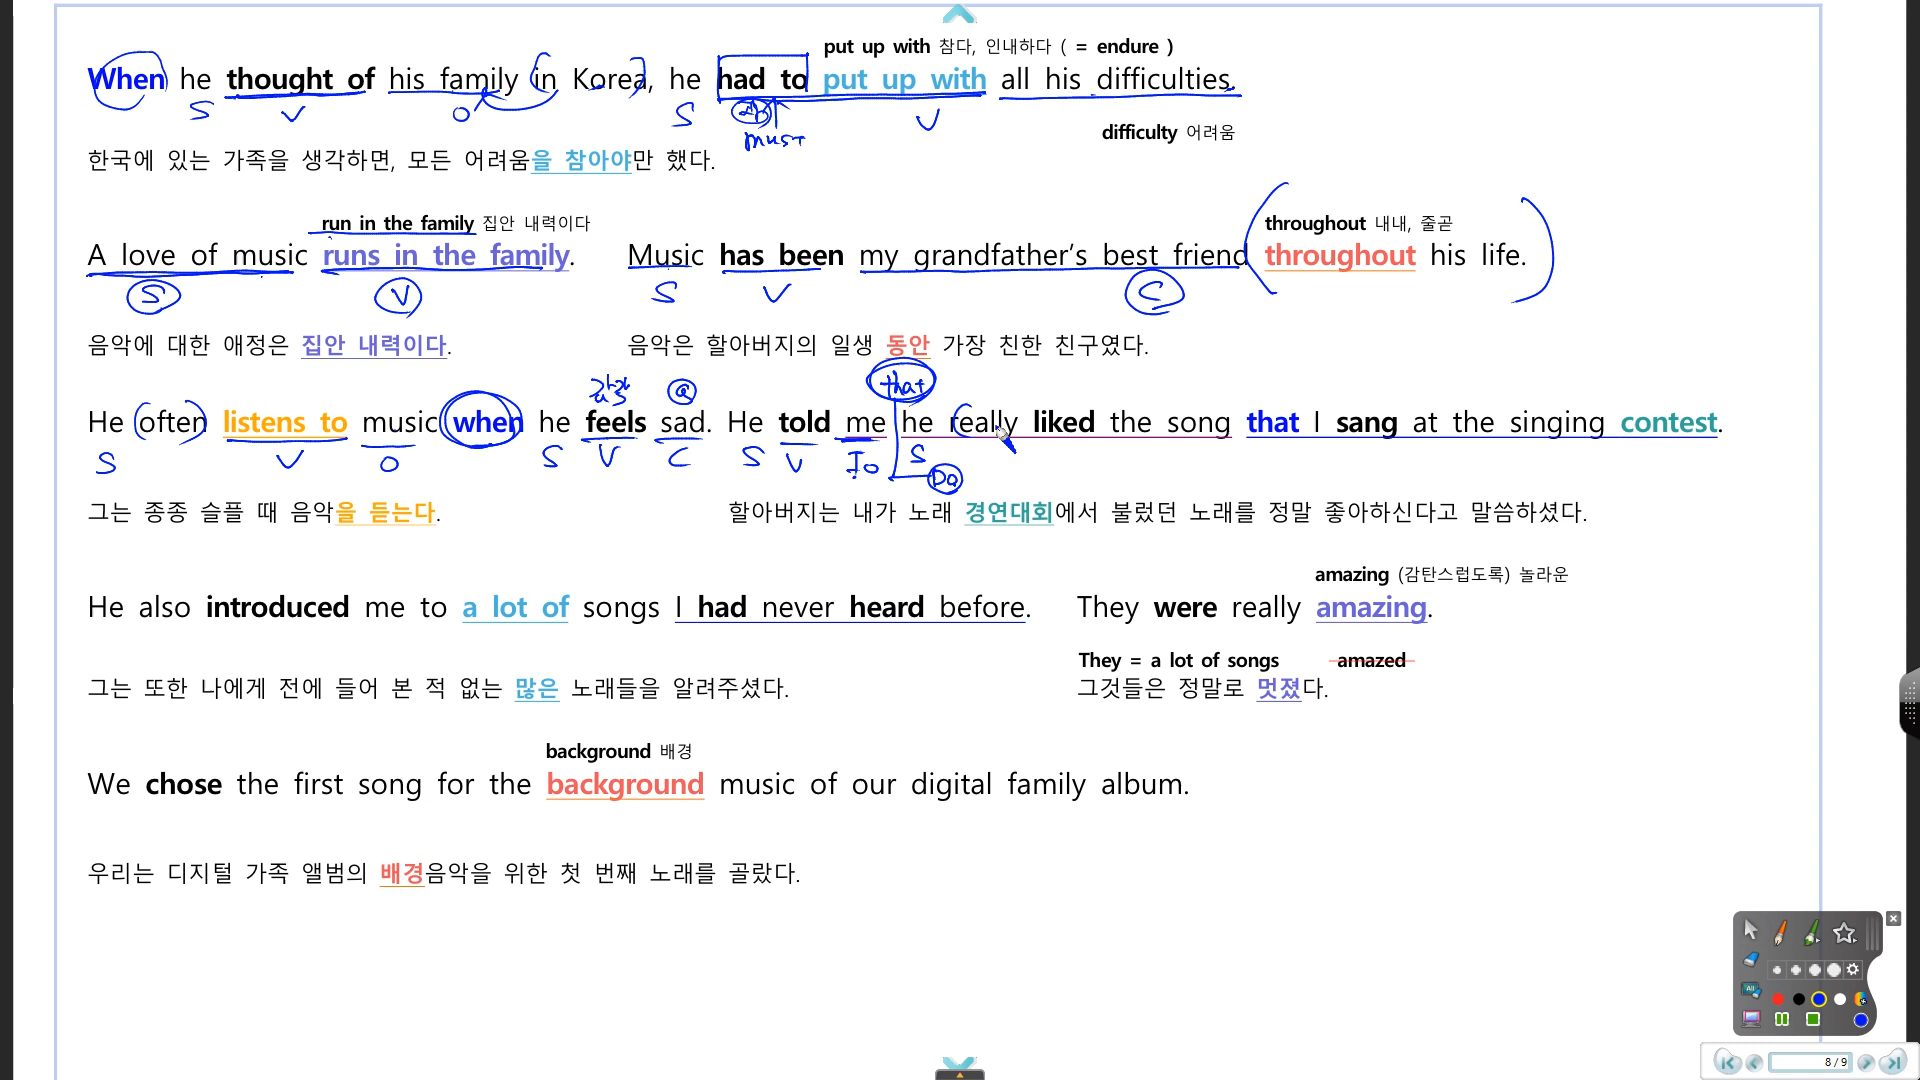 put up with 참다, 인내하다 ( = endure )
When he thought of his family in Korea, he had to put up with all his difficulties.
S V O S V
must
difficulty 어려움
한국에 있는 가족을 생각하면, 모든 어려움을 참아야만 했다.
run in the family 집안 내력이다 throughout 내내, 줄곧
A love of music runs in the family. Music has been my grandfather’s best friend throughout his life.
S V S V C
음악에 대한 애정은 집안 내력이다. 음악은 할아버지의 일생 동안 가장 친한 친구였다.
that
He often listens to music when he feels sad. He told me he really liked the song that I sang at the singing contest.
S V O S V C S V IO S
DO
그는 종종 슬플 때 음악을 듣는다. 할아버지는 내가 노래 경연대회에서 불렀던 노래를 정말 좋아하신다고 말씀하셨다.
amazing (감탄스럽도록) 놀라운
He also introduced me to a lot of songs I had never heard before. They were really amazing.
They = a lot of songs amazed
그는 또한 나에게 전에 들어 본 적 없는 많은 노래들을 알려주셨다. 그것들은 정말로 멋졌다.
background 배경
We chose the first song for the background music of our digital family album.
우리는 디지털 가족 앨범의 배경음악을 위한 첫 번째 노래를 골랐다.
All
8 / 9